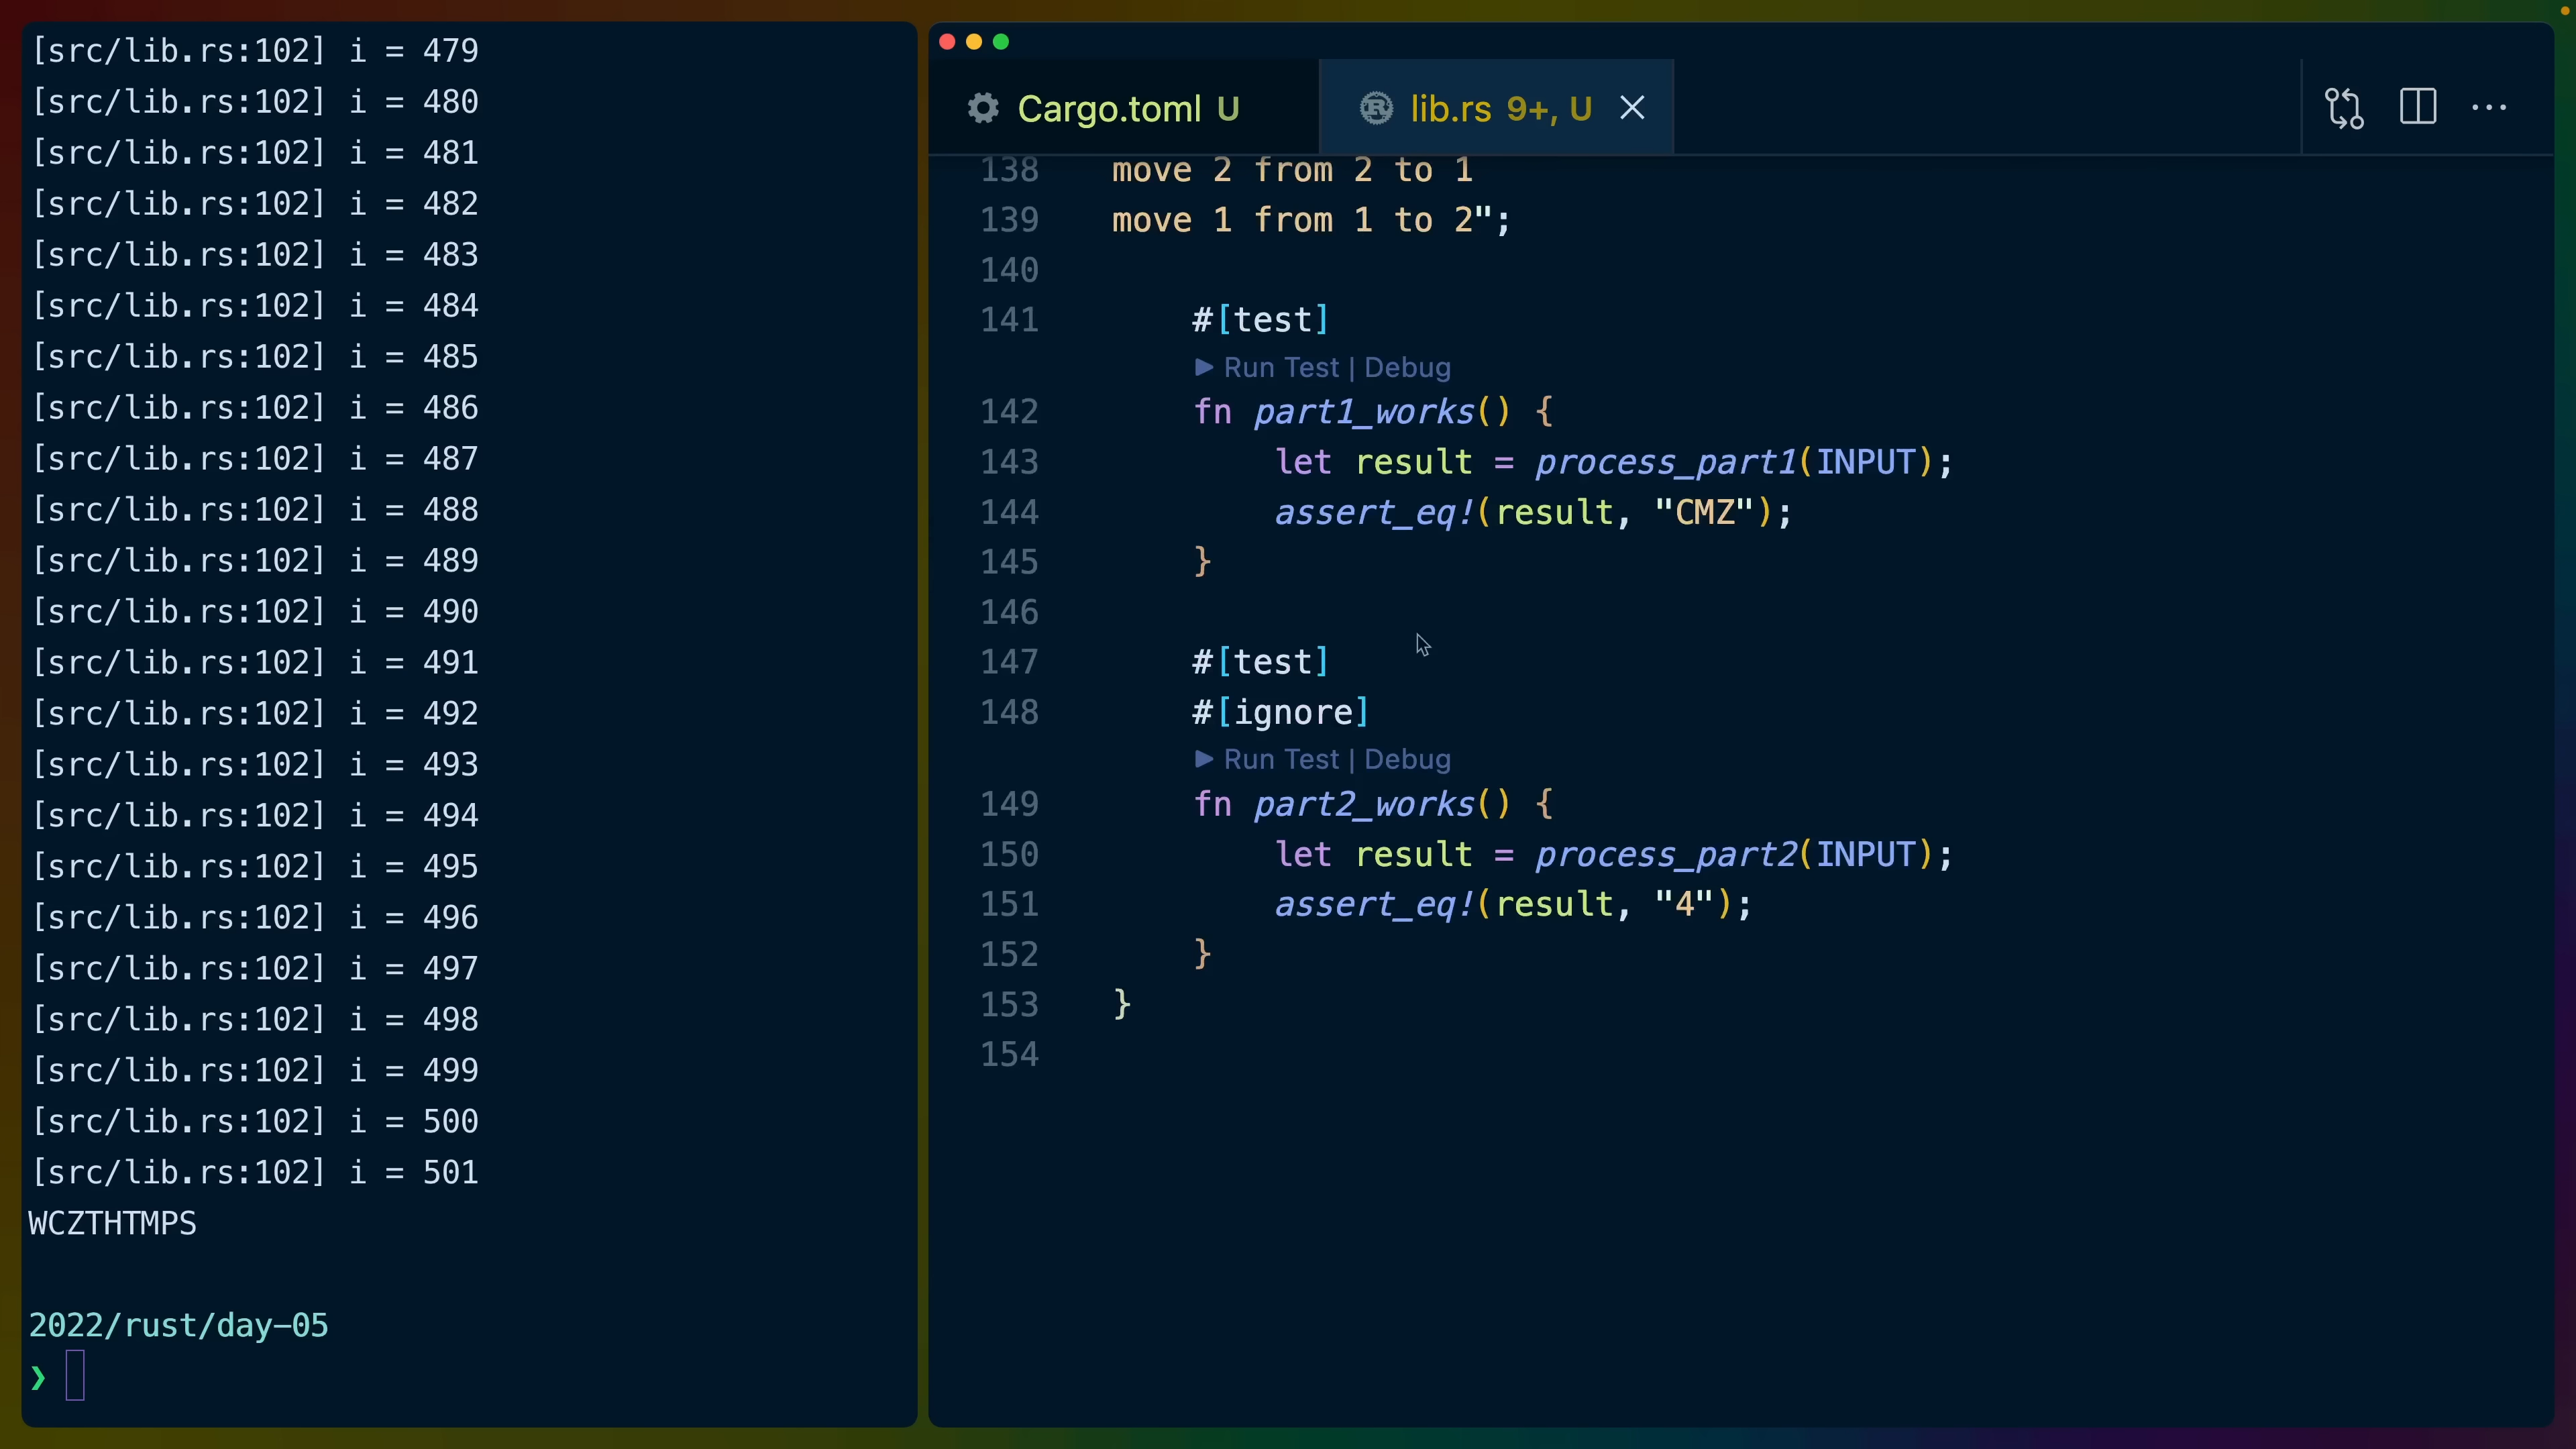 [src/lib.rs:102] i = 479
[src/lib.rs:102] i = 480
[src/lib.rs:102] i = 481
[src/lib.rs:102] i = 482
[src/lib.rs:102] i = 483
[src/lib.rs:102] i = 484
[src/lib.rs:102] i = 485
[src/lib.rs:102] i = 486
[src/lib.rs:102] i = 487
[src/lib.rs:102] i = 488
[src/lib.rs:102] i = 489
[src/lib.rs:102] i = 490
[src/lib.rs:102] i = 491
[src/lib.rs:102] i = 492
[src/lib.rs:102] i = 493
[src/lib.rs:102] i = 494
[src/lib.rs:102] i = 495
[src/lib.rs:102] i = 496
[src/lib.rs:102] i = 497
[src/lib.rs:102] i = 498
[src/lib.rs:102] i = 499
[src/lib.rs:102] i = 500
[src/lib.rs:102] i = 501
WCZTHTMPS
2022/rust/day-05
❯
Cargo.toml U
lib.rs 9+, U
138 move 2 from 2 to 1
139 move 1 from 1 to 2";
140
141 #[test]
▶ Run Test | Debug
142 fn part1_works() {
143 let result = process_part1(INPUT);
144 assert_eq!(result, "CMZ");
145 }
146
147 #[test]
148 #[ignore]
▶ Run Test | Debug
149 fn part2_works() {
150 let result = process_part2(INPUT);
151 assert_eq!(result, "4");
152 }
153 }
154